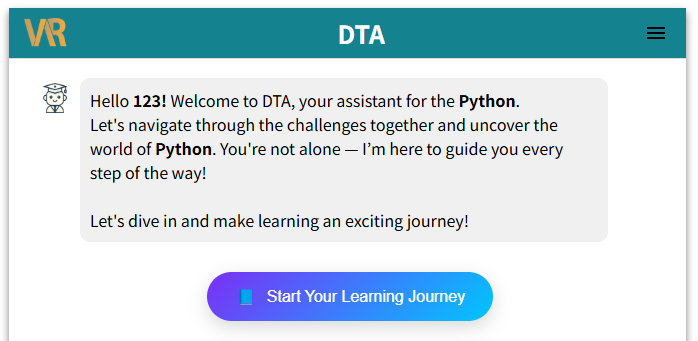 VR
DTA
Hello 123! Welcome to DTA, your assistant for the Python.
Let's navigate through the challenges together and uncover the
world of Python. You're not alone — I’m here to guide you every
step of the way!
Let's dive in and make learning an exciting journey!
Start Your Learning Journey